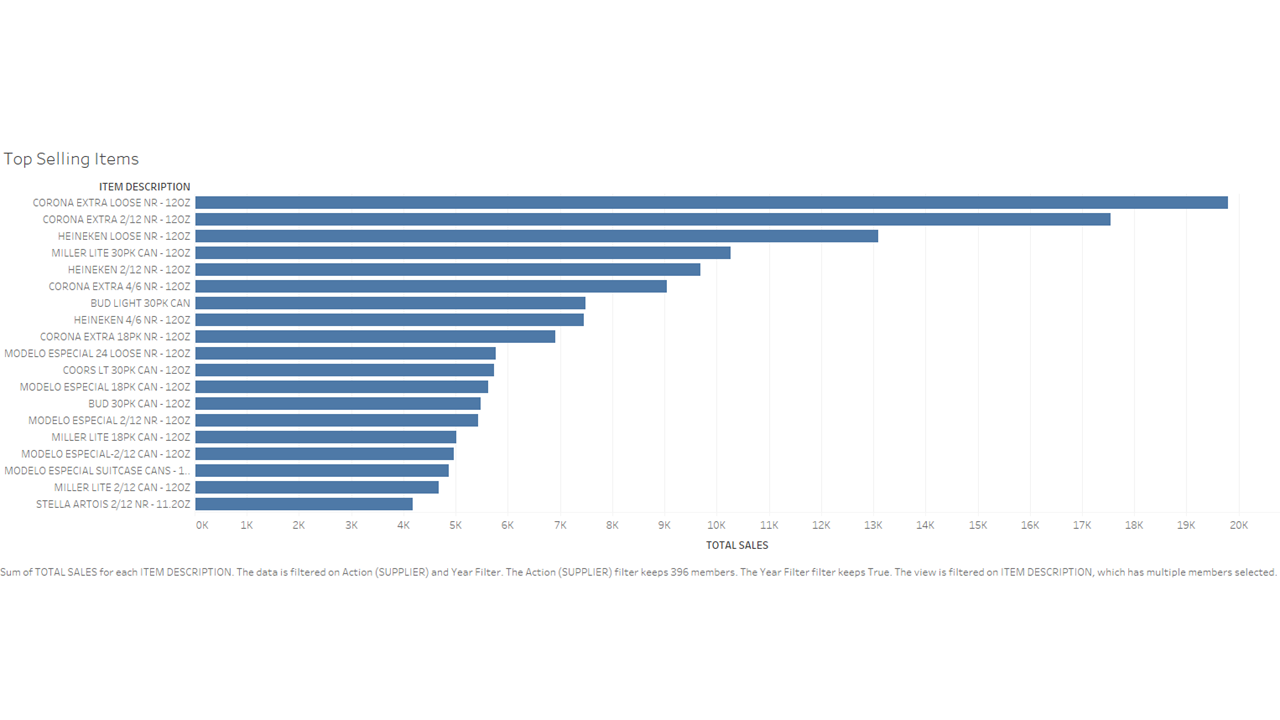 Top Selling Items
ITEM DESCRIPTION
CORONA EXTRA LOOSE NR - 12OZ
CORONA EXTRA 2/12 NR - 12OZ
HEINEKEN LOOSE NR - 12OZ
MILLER LITE 30PK CAN - 12OZ
HEINEKEN 2/12 NR - 12OZ
CORONA EXTRA 4/6 NR - 12OZ
BUD LIGHT 30PK CAN
HEINEKEN 4/6 NR - 12OZ
CORONA EXTRA 18PK NR - 12OZ
MODELO ESPECIAL 24 LOOSE NR - 12OZ
COORS LT 30PK CAN - 12OZ
MODELO ESPECIAL 18PK CAN - 12OZ
BUD 30PK CAN - 12OZ
MODELO ESPECIAL 2/12 NR - 12OZ
MILLER LITE 18PK CAN - 12OZ
MODELO ESPECIAL-2/12 CAN - 12OZ
MODELO ESPECIAL SUITCASE CANS - 1..
MILLER LITE 2/12 CAN - 12OZ
STELLA ARTOIS 2/12 NR - 11.2OZ
0K 1K 2K 3K 4K 5K 6K 7K 8K 9K 10K 11K 12K 13K 14K 15K 16K 17K 18K 19K 20K
TOTAL SALES
Sum of TOTAL SALES for each ITEM DESCRIPTION. The data is filtered on Action (SUPPLIER) and Year Filter. The Action (SUPPLIER) filter keeps 396 members. The Year Filter filter keeps True. The view is filtered on ITEM DESCRIPTION, which has multiple members selected.